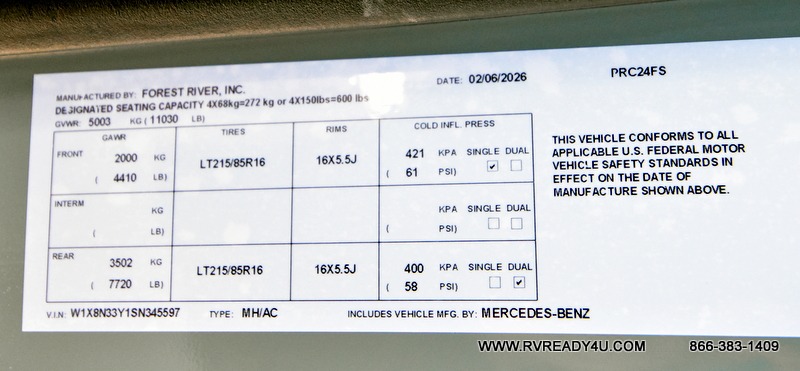 MANUFACTURED BY: FOREST RIVER, INC. DATE: 02/06/2026 PRC24FS
DESIGNATED SEATING CAPACITY 4X68kg=272 kg or 4X150lbs=600 lbs
GVWR: 5003 KG ( 11030 LB)
GAWR TIRES RIMS COLD INFL. PRESS
FRONT 2000 KG LT215/85R16 16X5.5J 421 KPA SINGLE ✔ DUAL
( 4410 LB) ( 61 PSI)
INTERM KG KPA SINGLE DUAL
( LB) ( PSI)
REAR 3502 KG LT215/85R16 16X5.5J 400 KPA SINGLE DUAL ✔
( 7720 LB) ( 58 PSI)
THIS VEHICLE CONFORMS TO ALL
APPLICABLE U.S. FEDERAL MOTOR
VEHICLE SAFETY STANDARDS IN
EFFECT ON THE DATE OF
MANUFACTURE SHOWN ABOVE.
V.I.N: W1X8N33Y1SN345597 TYPE: MH/AC INCLUDES VEHICLE MFG. BY: MERCEDES-BENZ
WWW.RVREADY4U.COM 866-383-1409